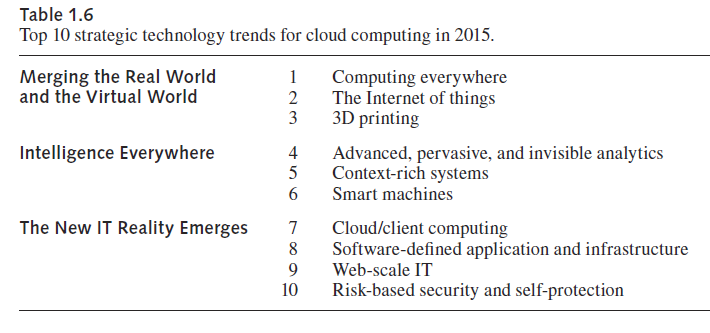 Table 1.6
Top 10 strategic technology trends for cloud computing in 2015.
Merging the Real World 1 Computing everywhere
and the Virtual World 2 The Internet of things
3 3D printing
Intelligence Everywhere 4 Advanced, pervasive, and invisible analytics
5 Context-rich systems
6 Smart machines
The New IT Reality Emerges 7 Cloud/client computing
8 Software-defined application and infrastructure
9 Web-scale IT
10 Risk-based security and self-protection